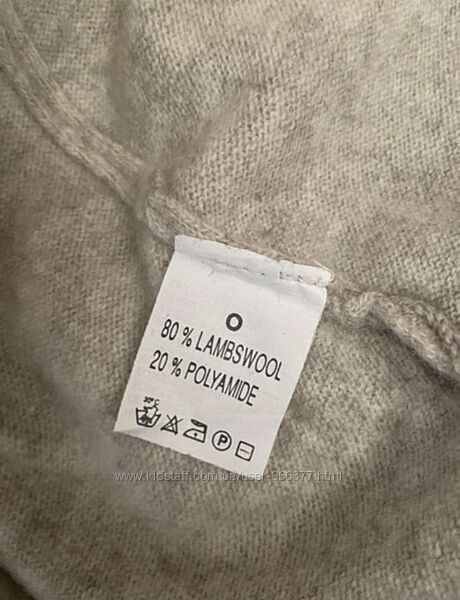 O
80 % LAMBSWOOL
20 % POLYAMIDE
30°C
P
www.kidstaff.com.ua/user-966377.html